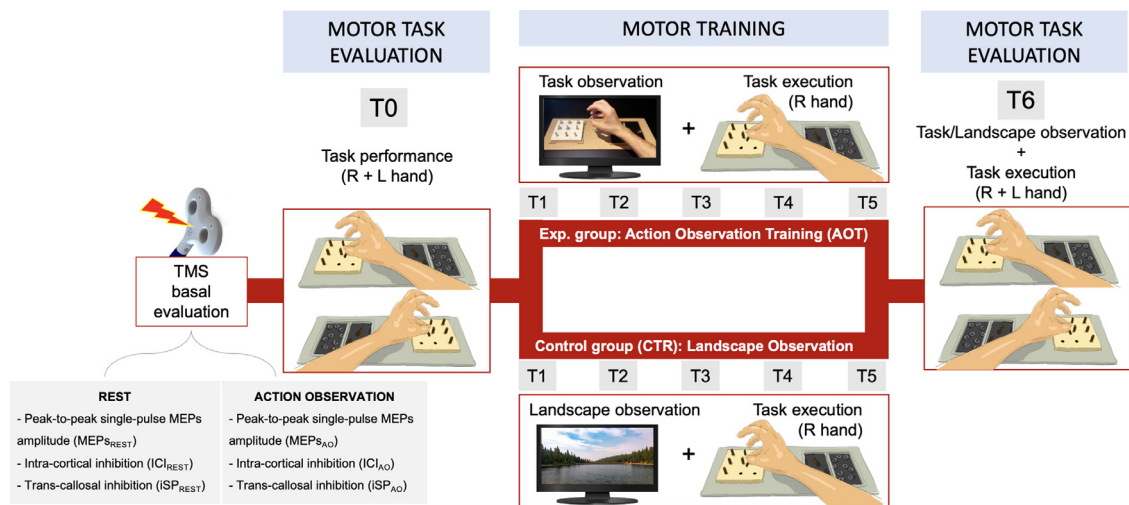 MOTOR TASK
EVALUATION
T0
Task performance
(R + L hand)
TMS
basal
evaluation
REST
- Peak-to-peak single-pulse MEPs
amplitude (MEPsREST)
- Intra-cortical inhibition (ICIREST)
- Trans-callosal inhibition (iSPREST)
ACTION OBSERVATION
- Peak-to-peak single-pulse MEPs
amplitude (MEPsAO)
- Intra-cortical inhibition (ICIAO)
- Trans-callosal inhibition (iSPAO)
MOTOR TRAINING
Task observation
+
Task execution
(R hand)
T1 T2 T3 T4 T5
Exp. group: Action Observation Training (AOT)
Control group (CTR): Landscape Observation
T1 T2 T3 T4 T5
Landscape observation
+
Task execution
(R hand)
MOTOR TASK
EVALUATION
T6
Task/Landscape observation
+
Task execution
(R + L hand)